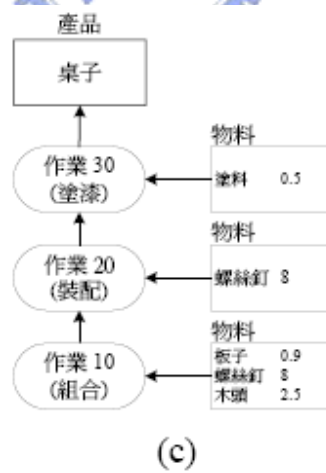 產品
桌子
作業 30
(塗漆)
物料
塗料 0.5
作業 20
(裝配)
物料
螺絲釘 8
作業 10
(組合)
物料
板子 0.9
螺絲釘 8
木頭 2.5
(c)